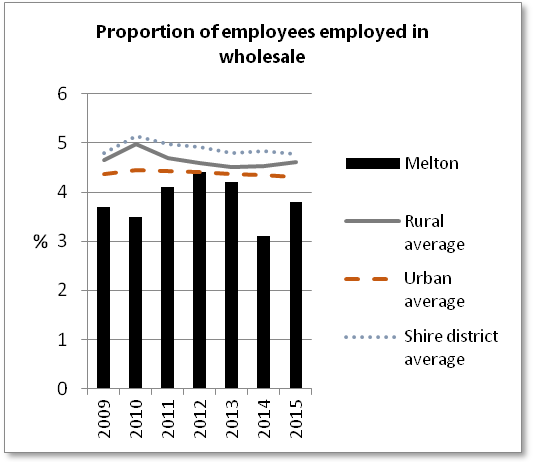 Proportion of employees employed in
wholesale
6
5
4
3
2
1
0
%
2009
2010
2011
2012
2013
2014
2015
Melton
Rural
average
Urban
average
Shire district
average